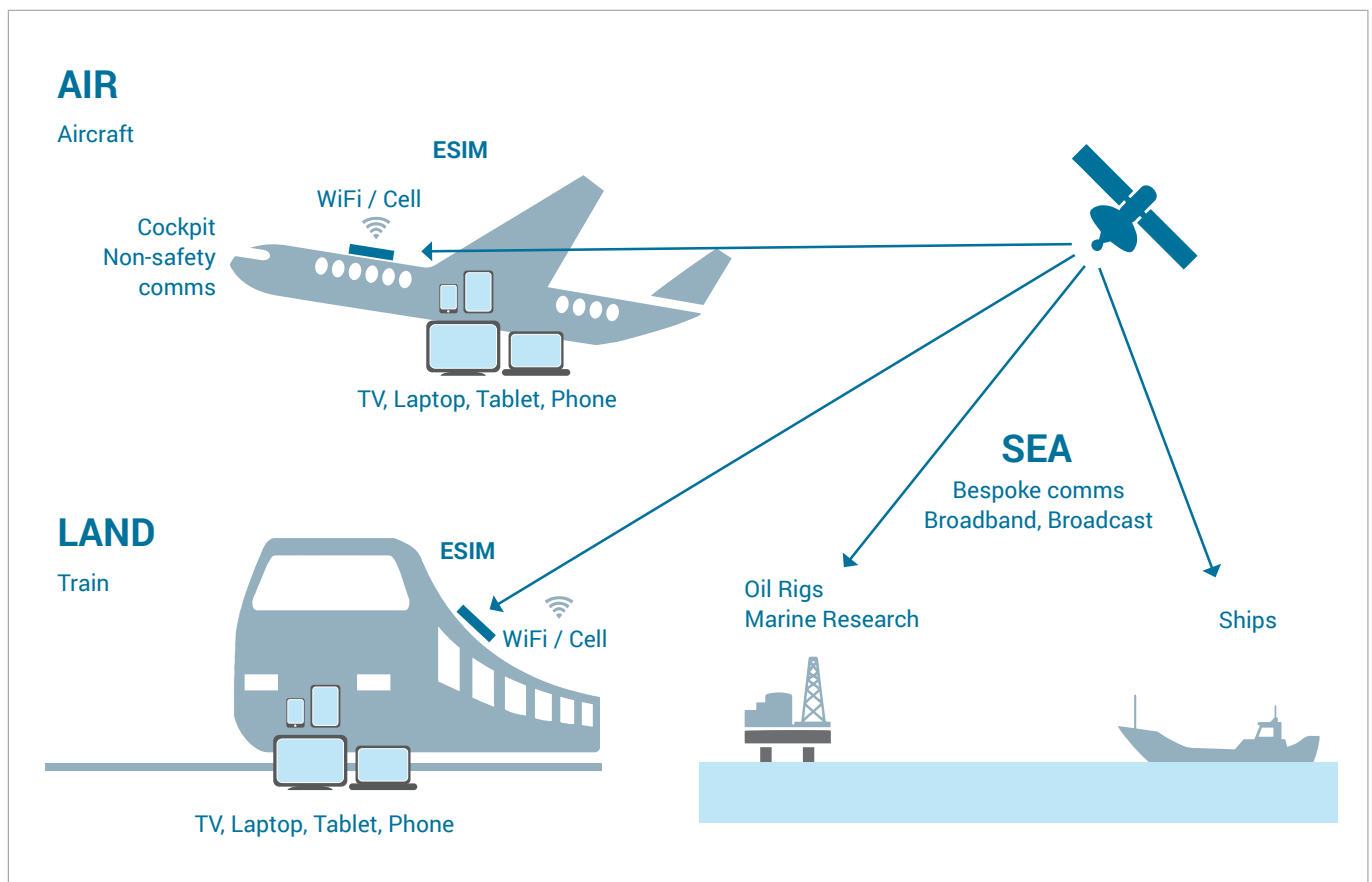 AIR
Aircraft
ESIM
WiFi / Cell
Cockpit
Non-safety
comms
TV, Laptop, Tablet, Phone
SEA
Bespoke comms
Broadband, Broadcast
LAND
Train
ESIM
WiFi / Cell
TV, Laptop, Tablet, Phone
Oil Rigs
Marine Research
Ships